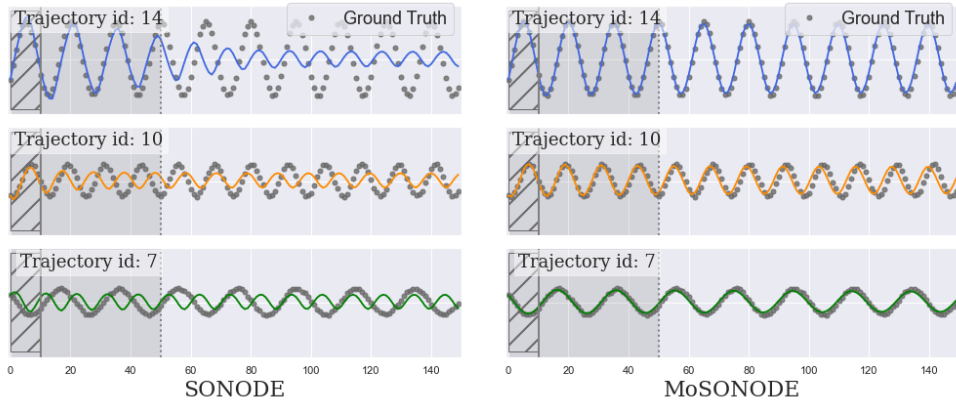 Trajectory id: 14
Ground Truth
Trajectory id: 10
Trajectory id: 7
0 20 40 60 80 100 120 140
SONODE
Trajectory id: 14
Ground Truth
Trajectory id: 10
Trajectory id: 7
0 20 40 60 80 100 120 140
MoSONODE